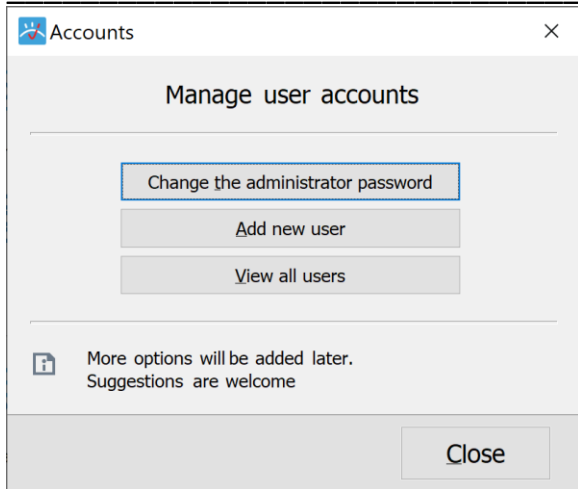 Accounts
Manage user accounts
Change the administrator password
Add new user
View all users
More options will be added later.
Suggestions are welcome
Close